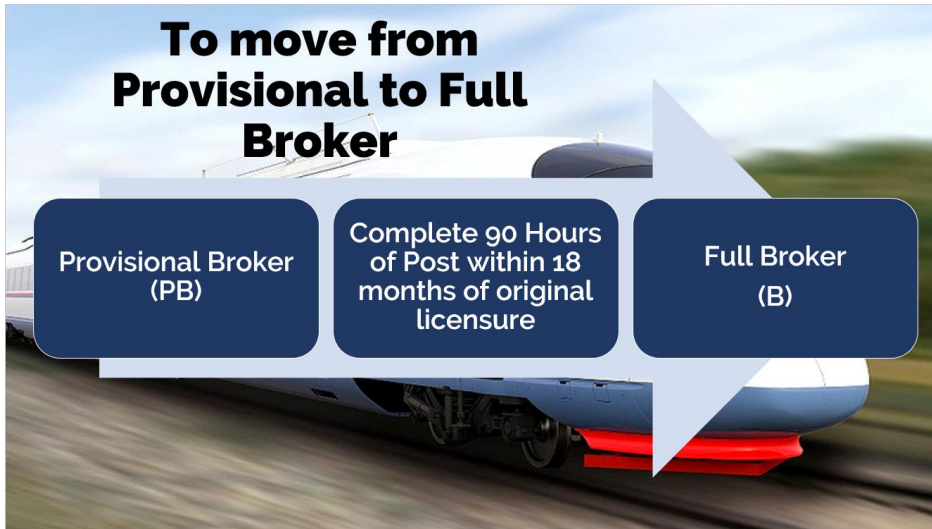 To move from
Provisional to Full
Broker
Provisional Broker
(PB)
Complete 90 Hours
of Post within 18
months of original
licensure
Full Broker
(B)